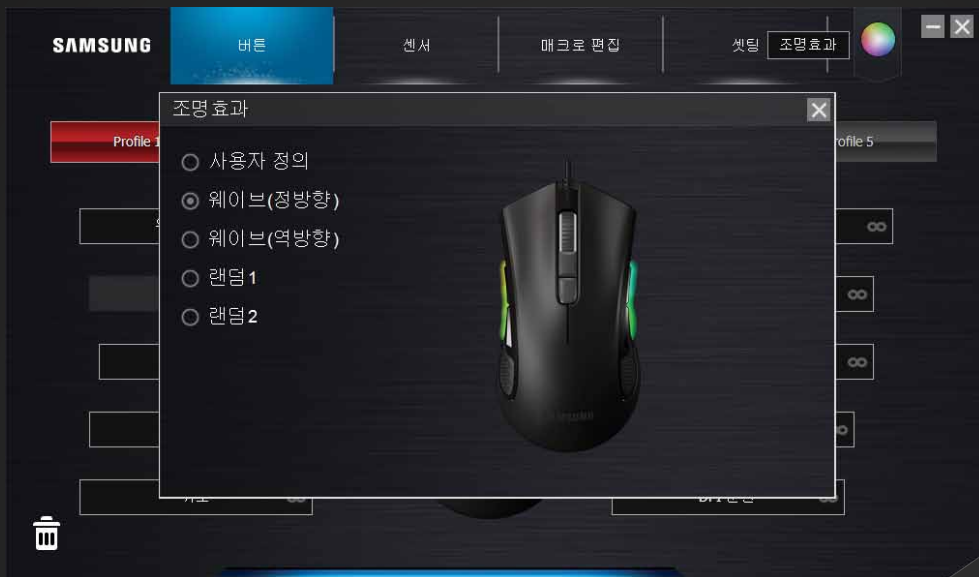 SAMSUNG
버튼
센서
매크로 편집
셋팅
조명효과
조명효과
Profile 1
ofile 5
사용자 정의
웨이브(정방향)
웨이브(역방향)
랜덤1
랜덤2
SAMSUNG